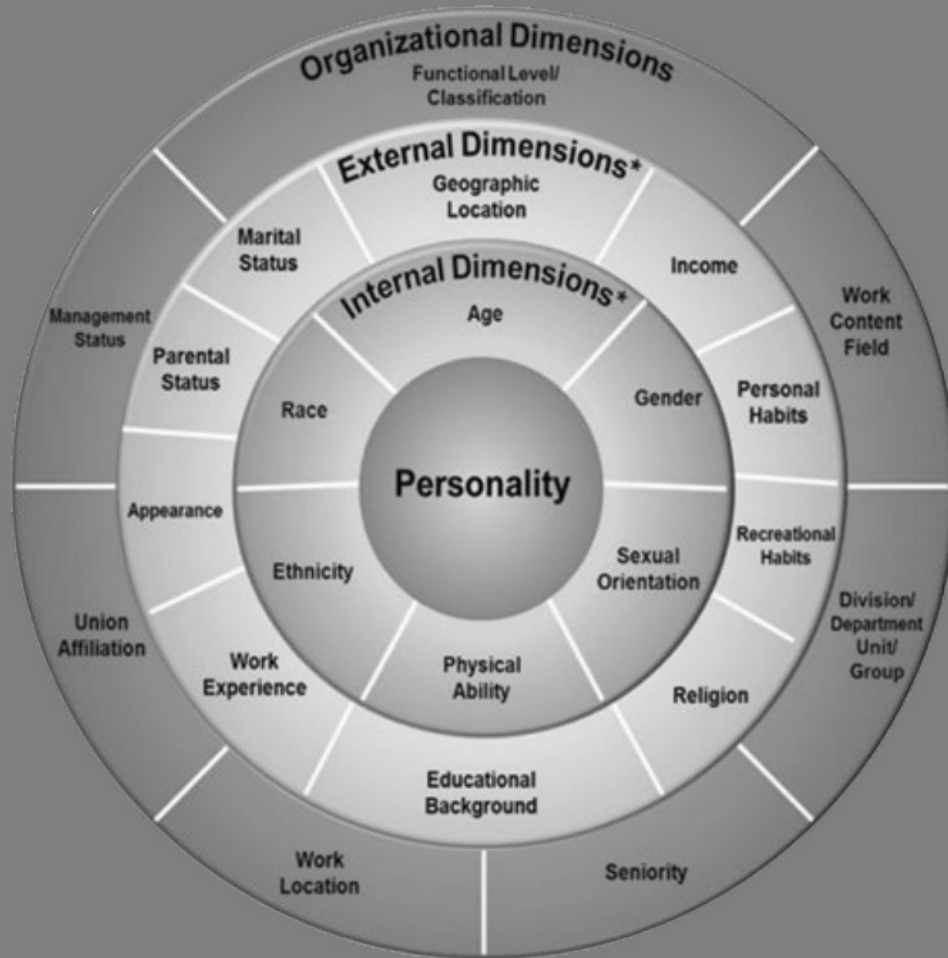 Organizational Dimensions
Functional Level/
Classification
External Dimensions*
Geographic
Location
Marital
Status
Income
Internal Dimensions*
Age
Management
Status
Work
Content
Field
Parental
Status
Race
Gender
Personal
Habits
Personality
Appearance
Ethnicity
Sexual
Orientation
Recreational
Habits
Union
Affiliation
Division/
Department
Unit/
Group
Work
Experience
Physical
Ability
Religion
Educational
Background
Work
Location
Seniority